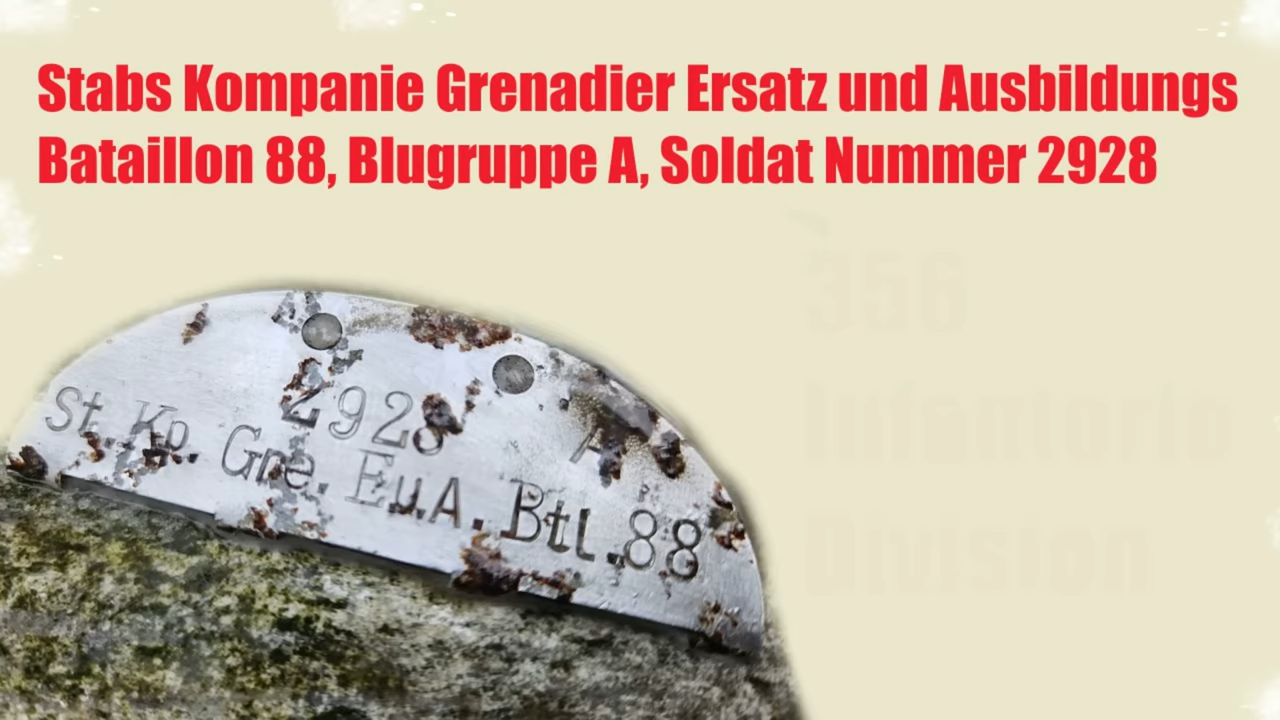 Stabs Kompanie Grenadier Ersatz und Ausbildungs
Bataillon 88, Blugruppe A, Soldat Nummer 2928
356
Infanterie
Division
2928 A
St. Kp. Gre. E.u.A. Btl. 88